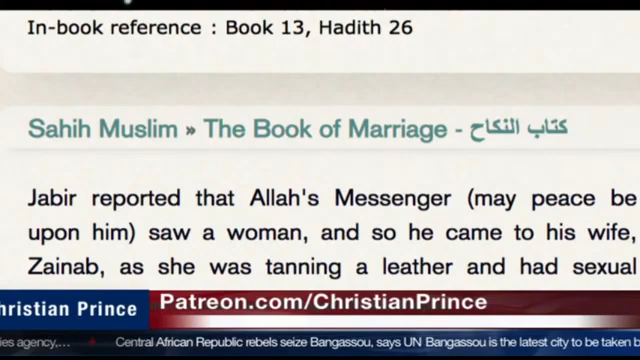 In-book reference : Book 13, Hadith 26
Sahih Muslim » The Book of Marriage - كتاب النكاح
Jabir reported that Allah's Messenger (may peace be
upon him) saw a woman, and so he came to his wife,
Zainab, as she was tanning a leather and had sexual
hristian Prince
Patreon.com/ChristianPrince
ies agency,... Central African Republic rebels seize Bangassou, says UN Bangassou is the latest city to be taken b